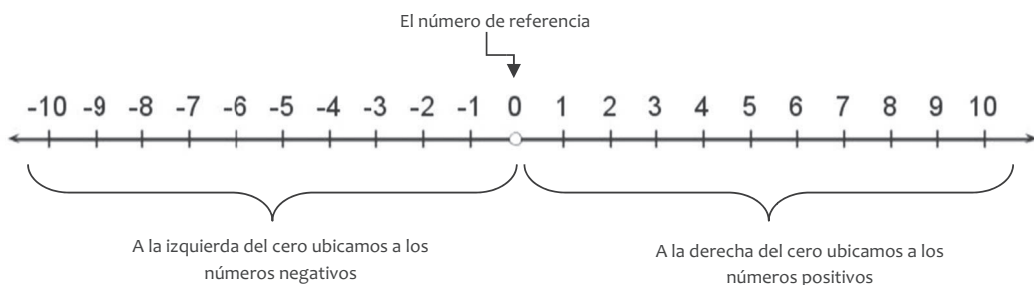 El número de referencia
-10 -9 -8 -7 -6 -5 -4 -3 -2 -1 0 1 2 3 4 5 6 7 8 9 10
A la izquierda del cero ubicamos a los
números negativos
A la derecha del cero ubicamos a los
números positivos